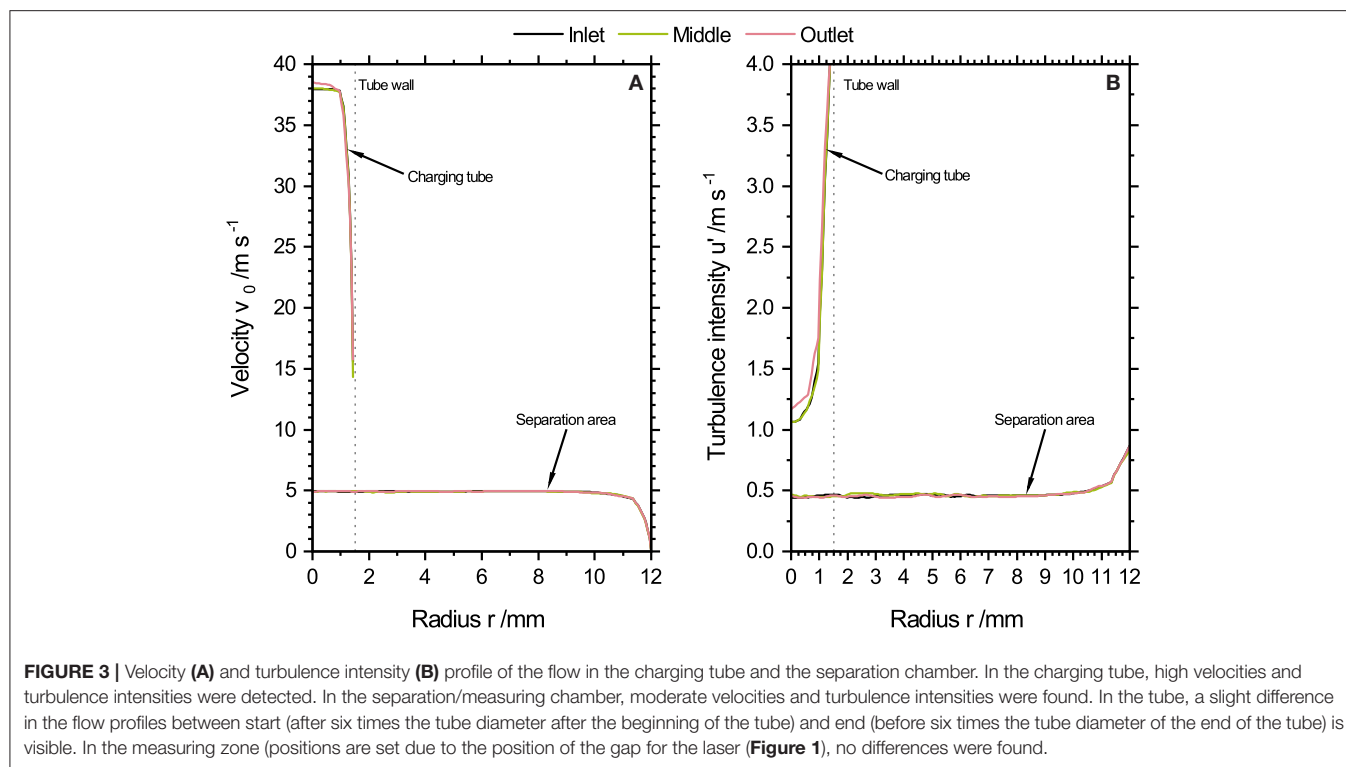 Inlet Middle Outlet
40
35
30
25
20
15
10
5
0
Velocity v 0 /m s -1
Tube wall
A
Charging tube
Separation area
0 2 4 6 8 10 12
Radius r /mm
4.0
3.5
3.0
2.5
2.0
1.5
1.0
0.5
0.0
Turbulence intensity u' /m s -1
Tube wall
B
Charging tube
Separation area
0 1 2 3 4 5 6 7 8 9 10 11 12
Radius r /mm
FIGURE 3 | Velocity (A) and turbulence intensity (B) profile of the flow in the charging tube and the separation chamber. In the charging tube, high velocities and
turbulence intensities were detected. In the separation/measuring chamber, moderate velocities and turbulence intensities were found. In the tube, a slight difference
in the flow profiles between start (after six times the tube diameter after the beginning of the tube) and end (before six times the tube diameter of the end of the tube) is
visible. In the measuring zone (positions are set due to the position of the gap for the laser (Figure 1), no differences were found.